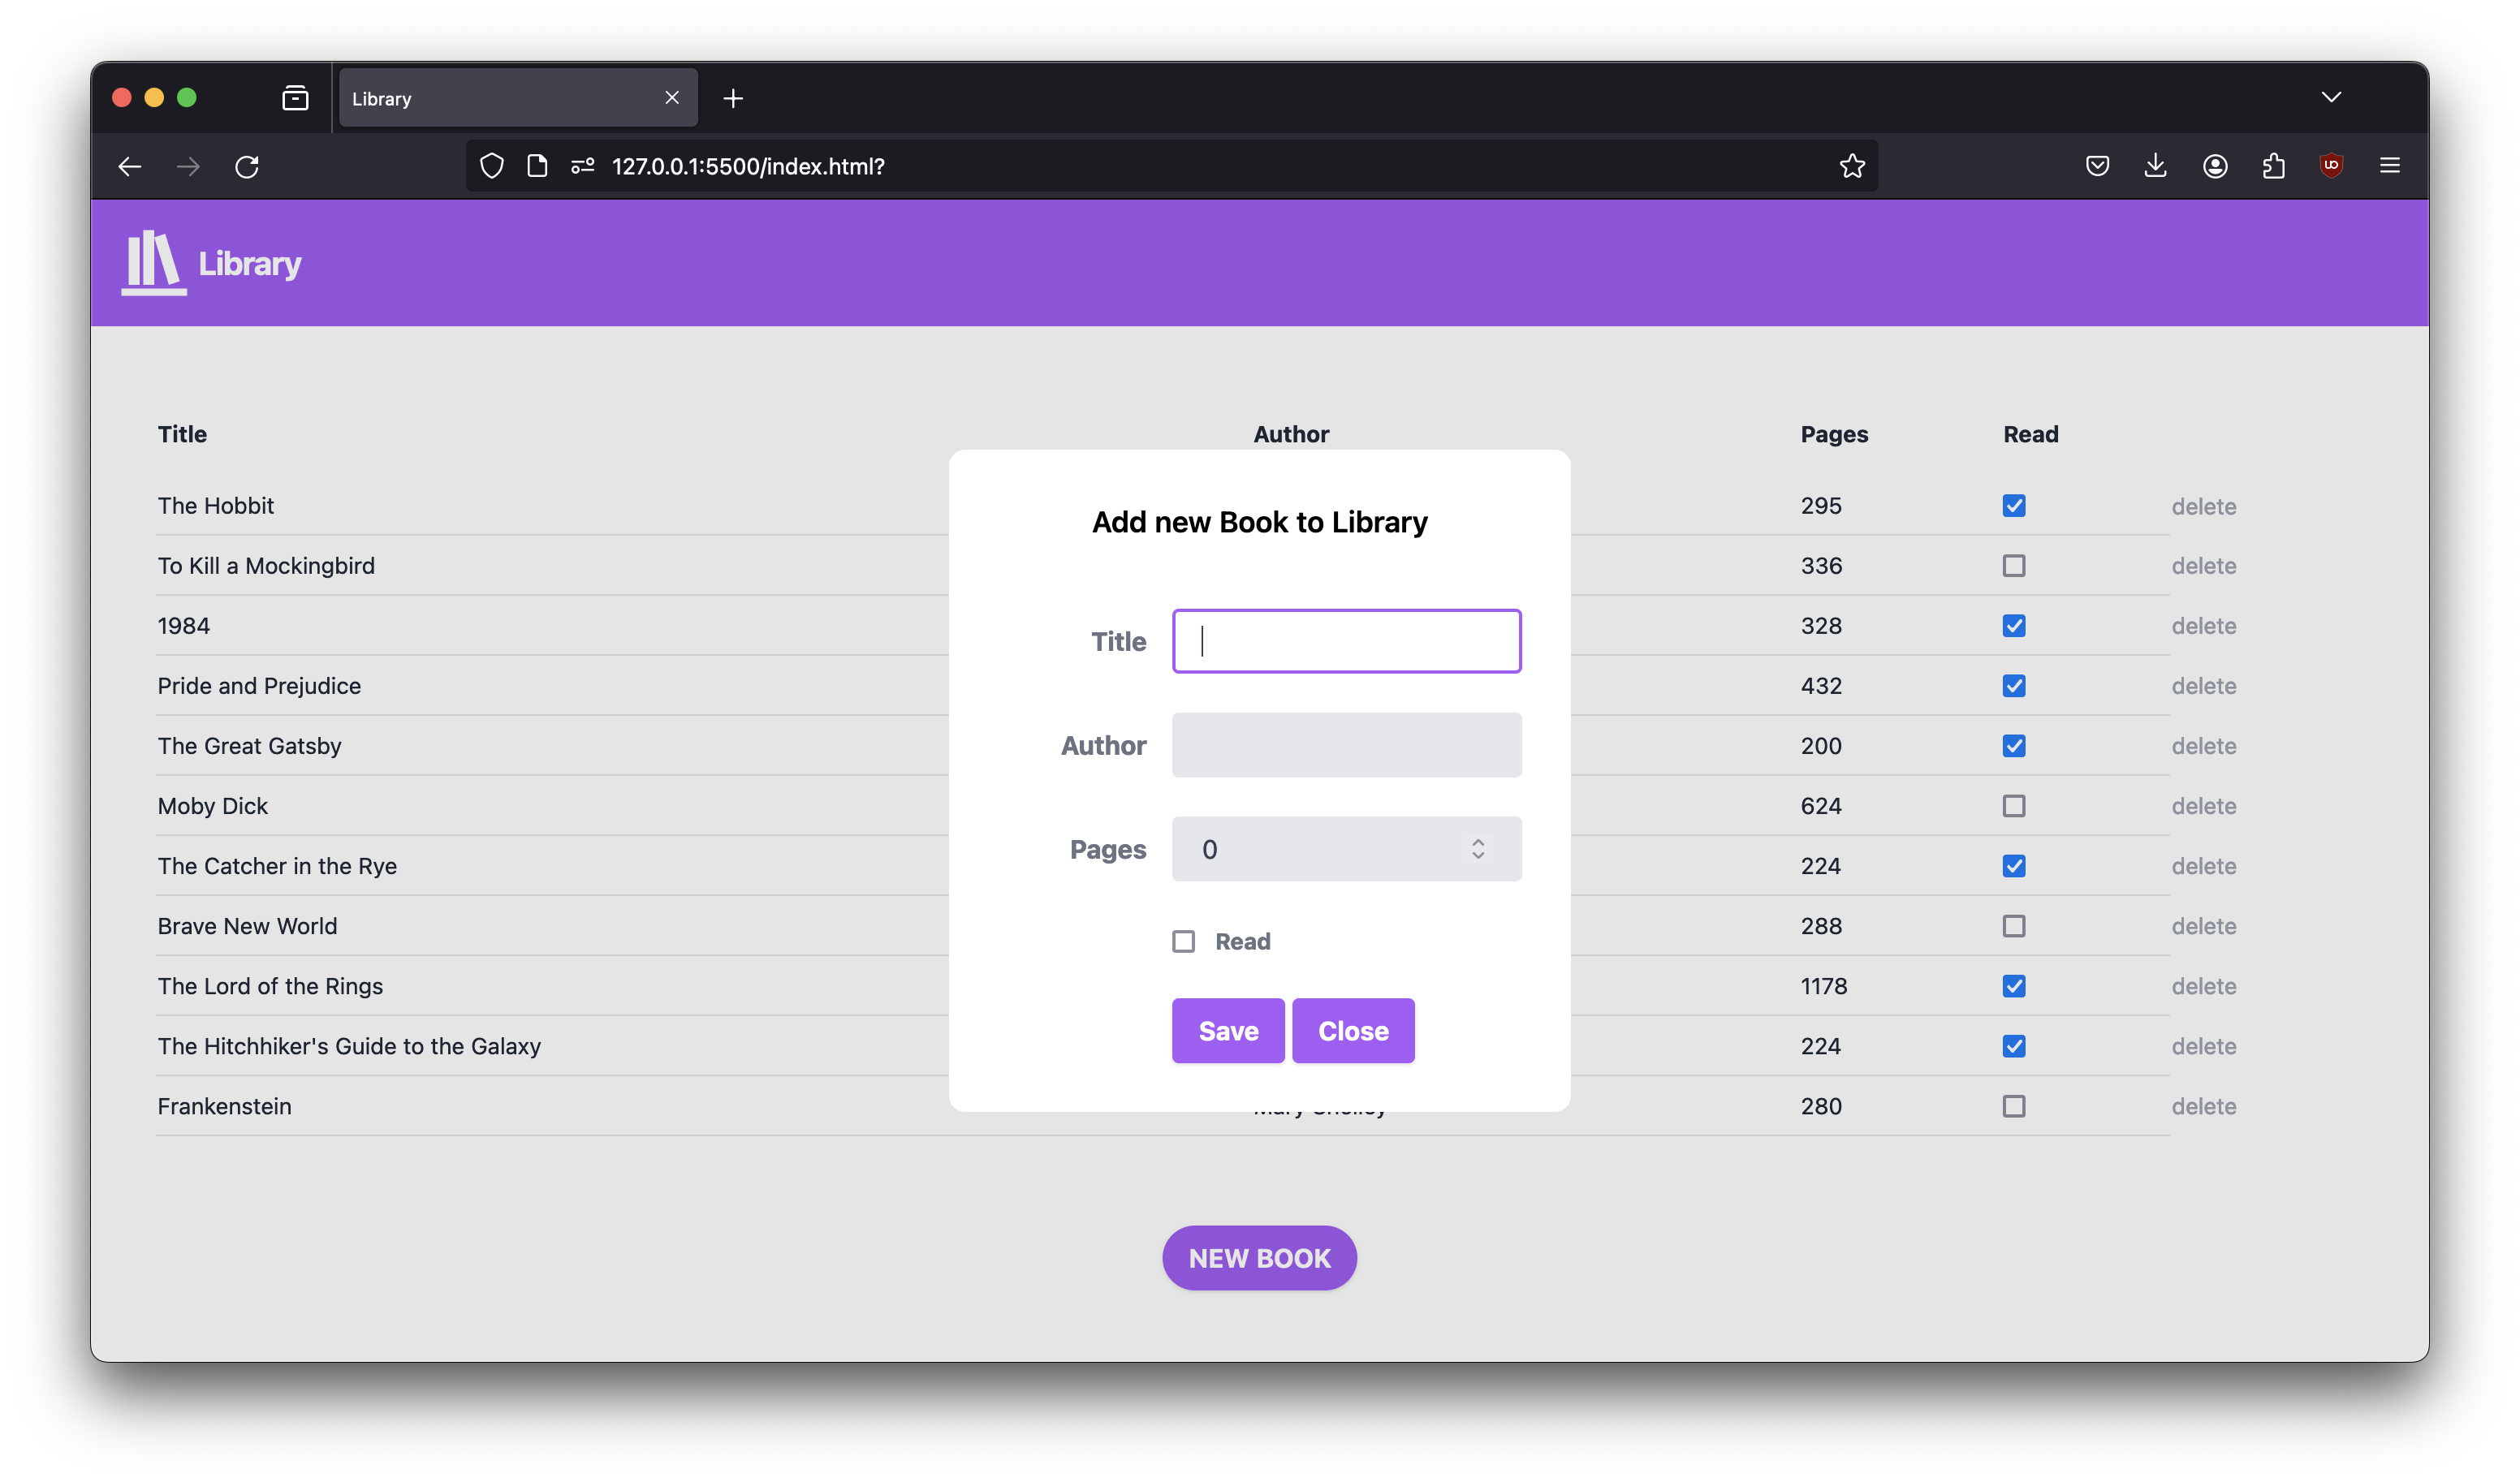 Library
127.0.0.1:5500/index.html?
Library
Title Author Pages Read
The Hobbit 295 delete
Add new Book to Library
To Kill a Mockingbird 336 delete
1984 328 delete
Title
Pride and Prejudice 432 delete
The Great Gatsby 200 delete
Author
Moby Dick 624 delete
Pages 0
The Catcher in the Rye 224 delete
Brave New World 288 delete
Read
The Lord of the Rings 1178 delete
Save Close
The Hitchhiker's Guide to the Galaxy 224 delete
Frankenstein Mary Shelley 280 delete
NEW BOOK